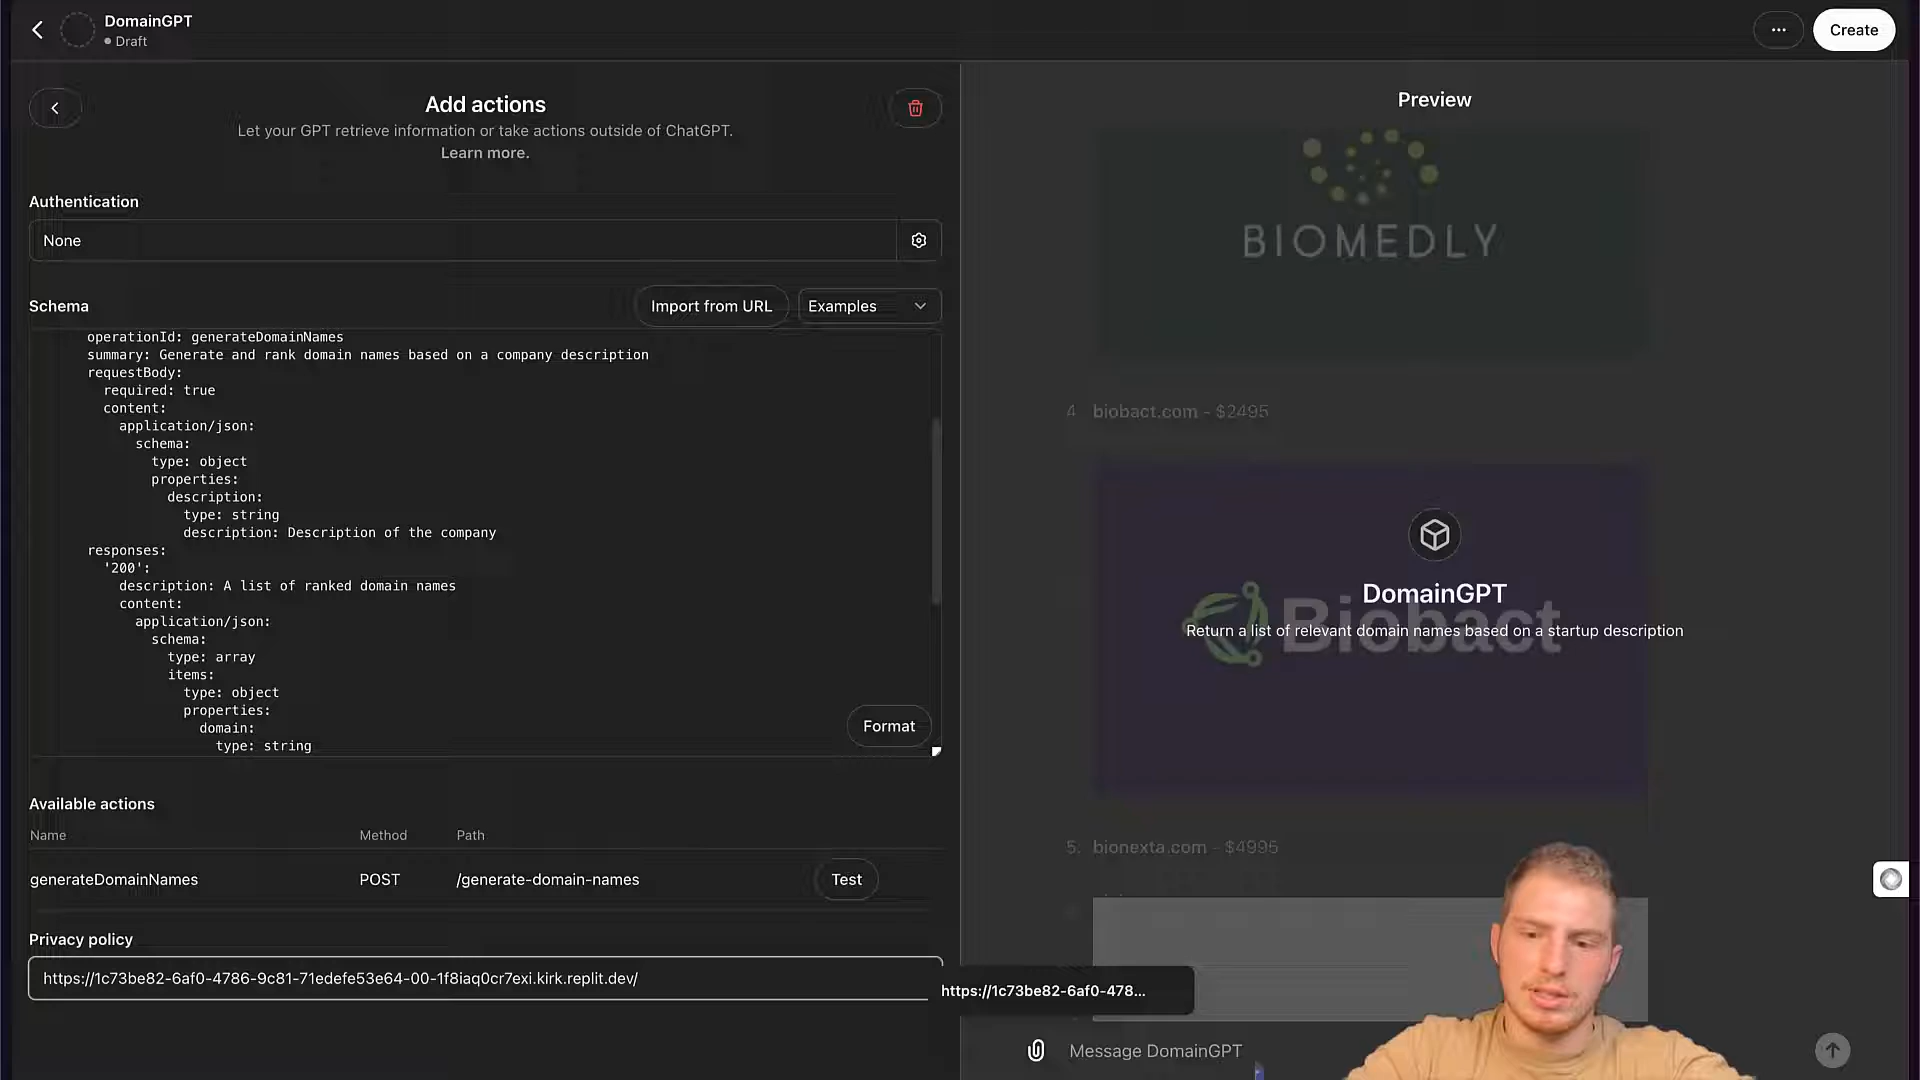 DomainGPT
Draft
Create
Add actions
Let your GPT retrieve information or take actions outside of ChatGPT.
Learn more.
Authentication
None
Schema
Import from URL
Examples
operationId: generateDomainNames
summary: Generate and rank domain names based on a company description
requestBody:
required: true
content:
application/json:
schema:
type: object
properties:
description:
type: string
description: Description of the company
responses:
'200':
description: A list of ranked domain names
content:
application/json:
schema:
type: array
items:
type: object
properties:
domain:
type: string
Format
Available actions
Name Method Path
generateDomainNames POST /generate-domain-names Test
Privacy policy
https://1c73be82-6af0-4786-9c81-71edefe53e64-00-1f8iaq0cr7exi.kirk.replit.dev/
https://1c73be82-6af0-478...
Preview
BIOMEDLY
4 biobact.com - $2495
DomainGPT
Biobact
Return a list of relevant domain names based on a startup description
5. bionexta.com - $4995
Message DomainGPT